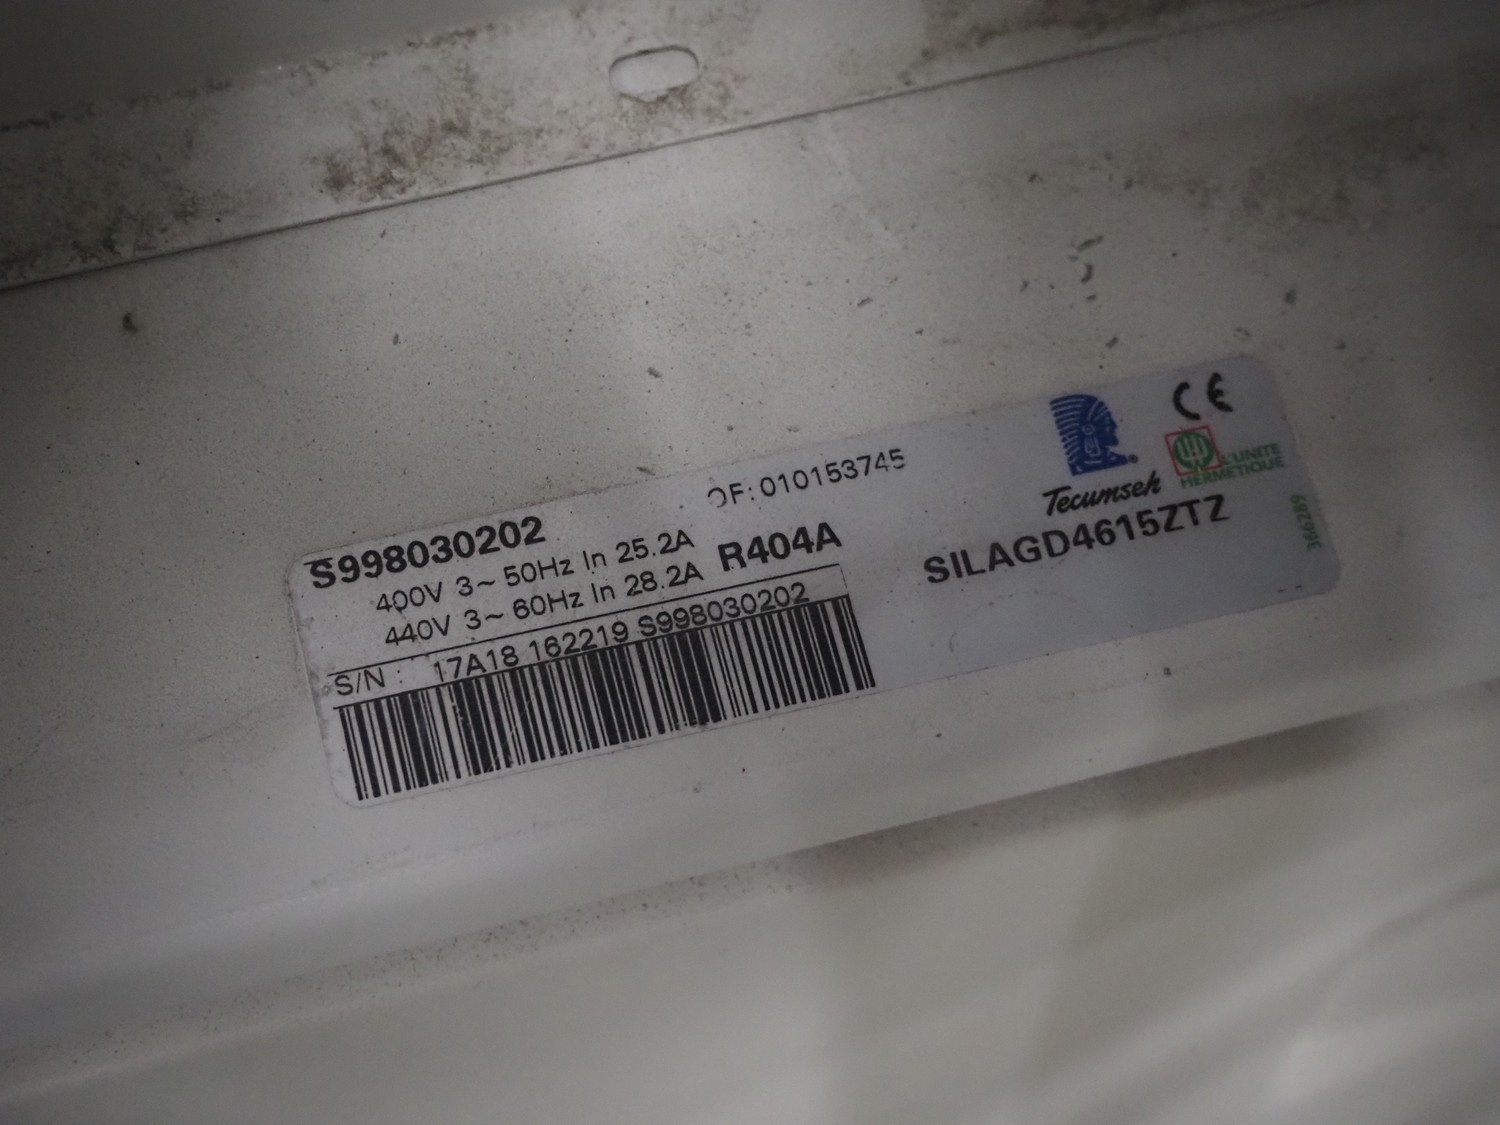 S998030202
OF: 010153745
400V 3~ 50Hz In 25.2A
440V 3~ 60Hz In 28.2A
R404A
S/N : 17A18 162219 S998030202
CE
Tecumseh®
L'UNITE
HERMETIQUE
SILAGD4615ZTZ